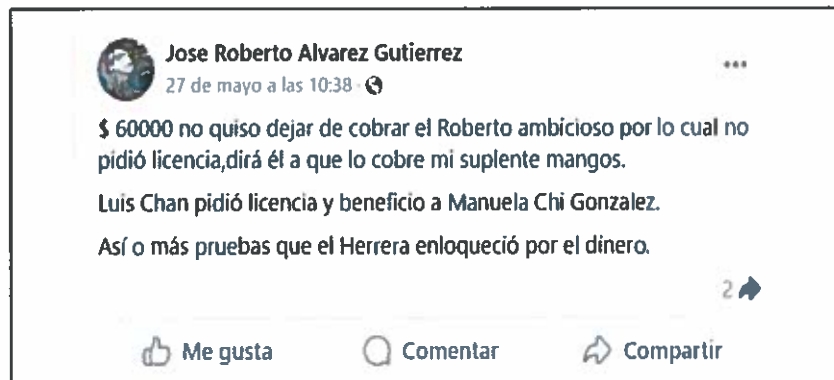 Jose Roberto Alvarez Gutierrez
27 de mayo a las 10:38 ·
$ 60000 no quiso dejar de cobrar el Roberto ambicioso por lo cual no
pidió licencia,dirá él a que lo cobre mi suplente mangos.
Luis Chan pidió licencia y beneficio a Manuela Chi Gonzalez.
Así o más pruebas que el Herrera enloqueció por el dinero.
2
Me gusta
Comentar
Compartir